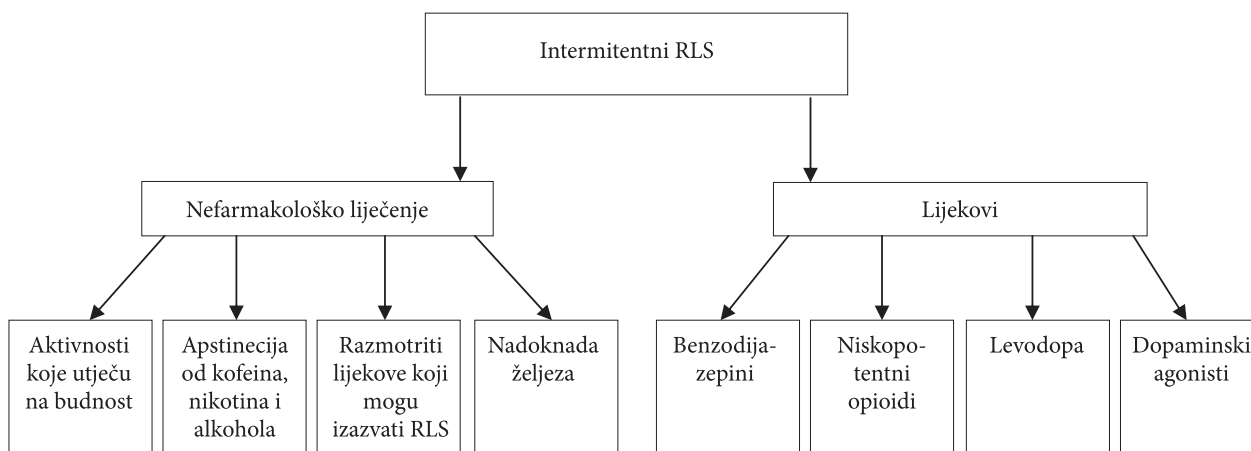 Intermitentni RLS
Nefarmakološko liječenje
Lijekovi
Aktivnosti
koje utječu
na budnost
Apstinecija
od kofeina,
nikotina i
alkohola
Razmotriti
lijekove koji
mogu
izazvati RLS
Nadoknada
željeza
Benzodija-
zepini
Niskopo-
tentni
opioidi
Levodopa
Dopaminski
agonisti